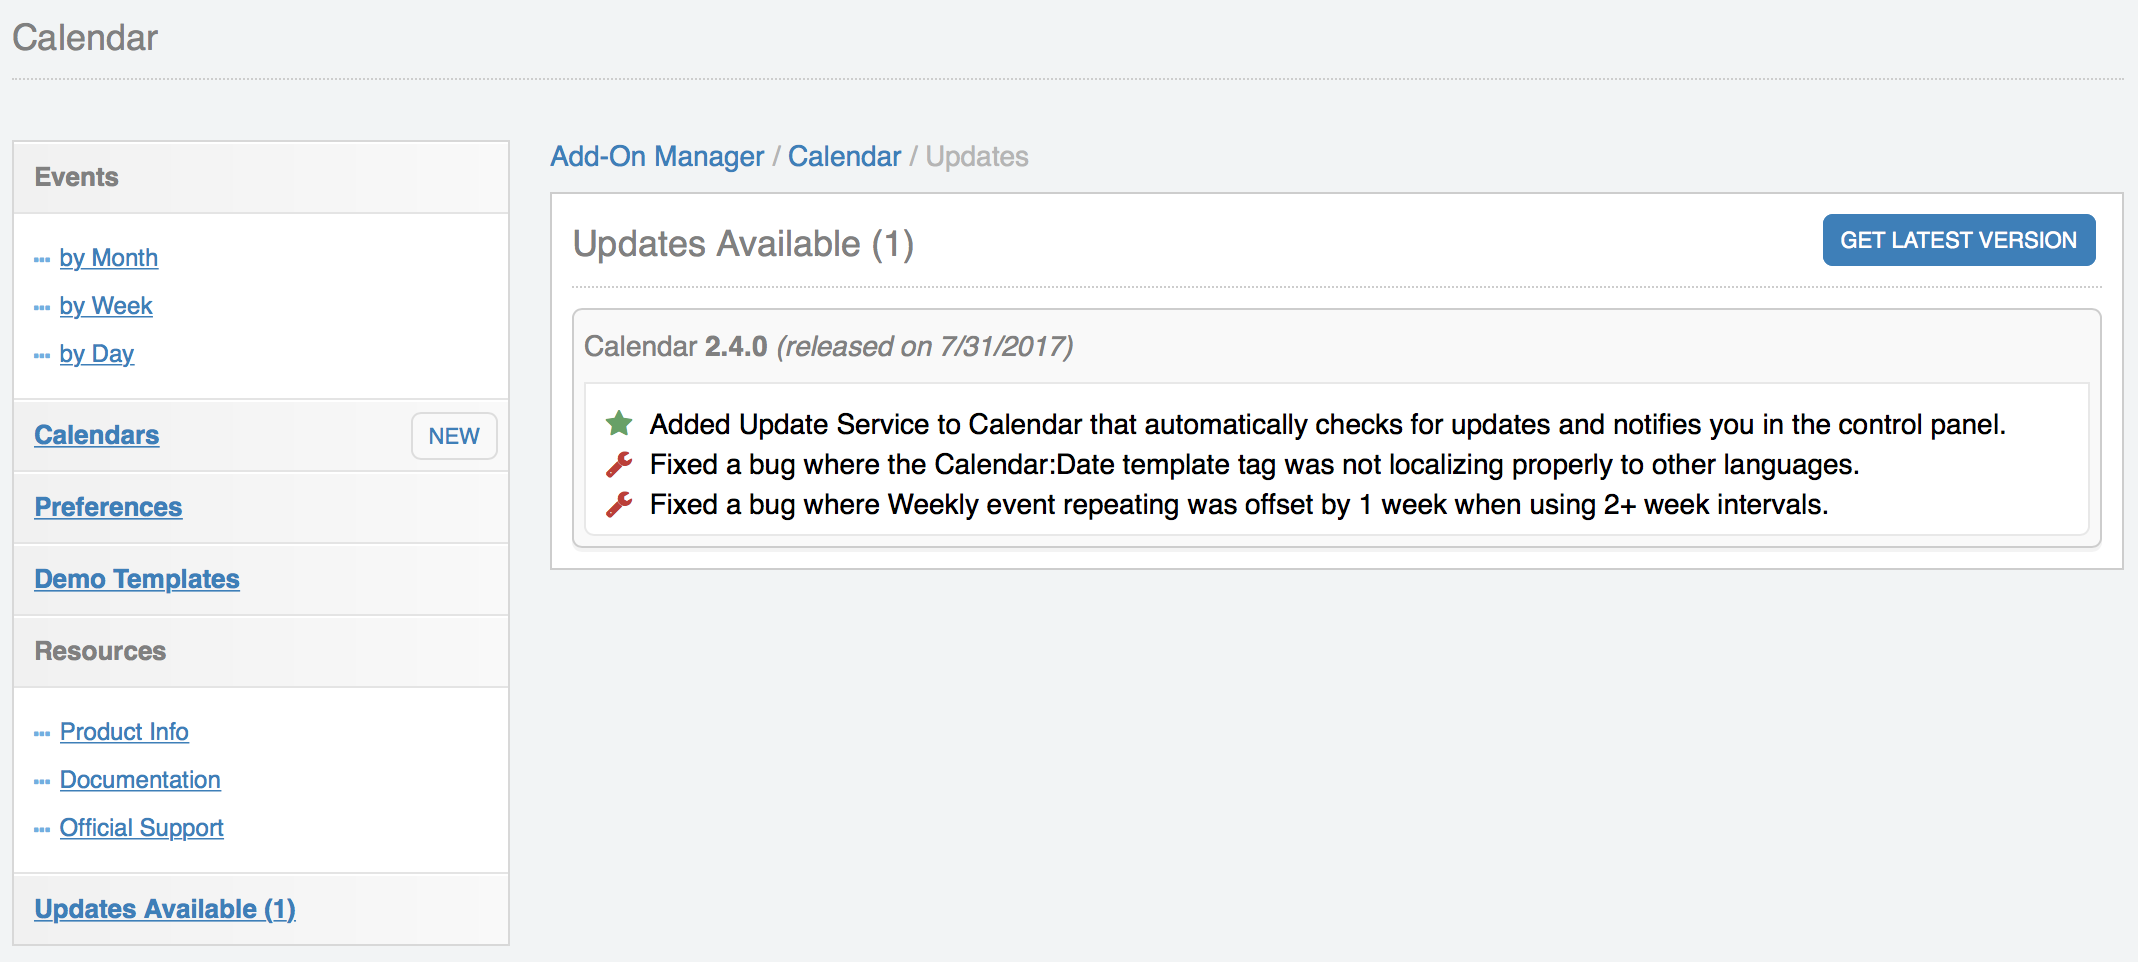 Calendar
Events
by Month
by Week
by Day
Calendars NEW
Preferences
Demo Templates
Resources
Product Info
Documentation
Official Support
Updates Available (1)
Add-On Manager / Calendar / Updates
Updates Available (1)
GET LATEST VERSION
Calendar 2.4.0 (released on 7/31/2017)
Added Update Service to Calendar that automatically checks for updates and notifies you in the control panel.
Fixed a bug where the Calendar:Date template tag was not localizing properly to other languages.
Fixed a bug where Weekly event repeating was offset by 1 week when using 2+ week intervals.